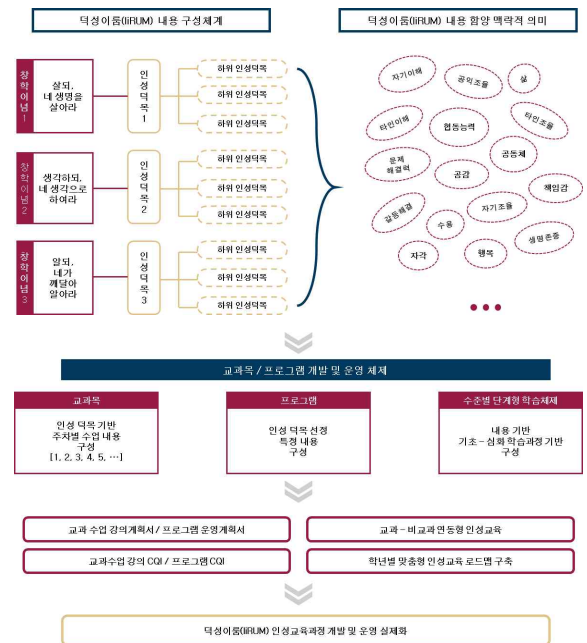 덕성이룸(liRUM) 내용 구성체계
덕성이룸(liRUM) 내용 함양 맥락적 의미
창학이념1
살되,
네 생명을
살아라
인성덕목1
하위 인성덕목
하위 인성덕목
하위 인성덕목
창학이념2
생각하되,
네 생각으로
하여라
인성덕목2
하위 인성덕목
하위 인성덕목
하위 인성덕목
창학이념3
알되,
네가
깨달아
알아라
인성덕목3
하위 인성덕목
하위 인성덕목
하위 인성덕목
자기이해
공익조율
삶
타인이해
협동능력
타인조율
문제
해결력
공감
공동체
책임감
갈등해결
수용
자기조율
생명존중
자각
행복
교과목 / 프로그램 개발 및 운영 체제
교과목
인성 덕목 기반
주차별 수업 내용
구성
[1, 2, 3, 4, 5, …]
프로그램
인성 덕목 선정
특정 내용
구성
수준별 단계형 학습체제
내용 기반
기초 – 심화 학습과정 기반
구성
교과 수업 강의계획서 / 프로그램 운영계획서
교과 – 비교과 연동형 인성교육
교과수업 강의 CQI / 프로그램 CQI
학년별 맞춤형 인성교육 로드맵 구축
덕성이룸(liRUM) 인성교육과정 개발 및 운영 실제화